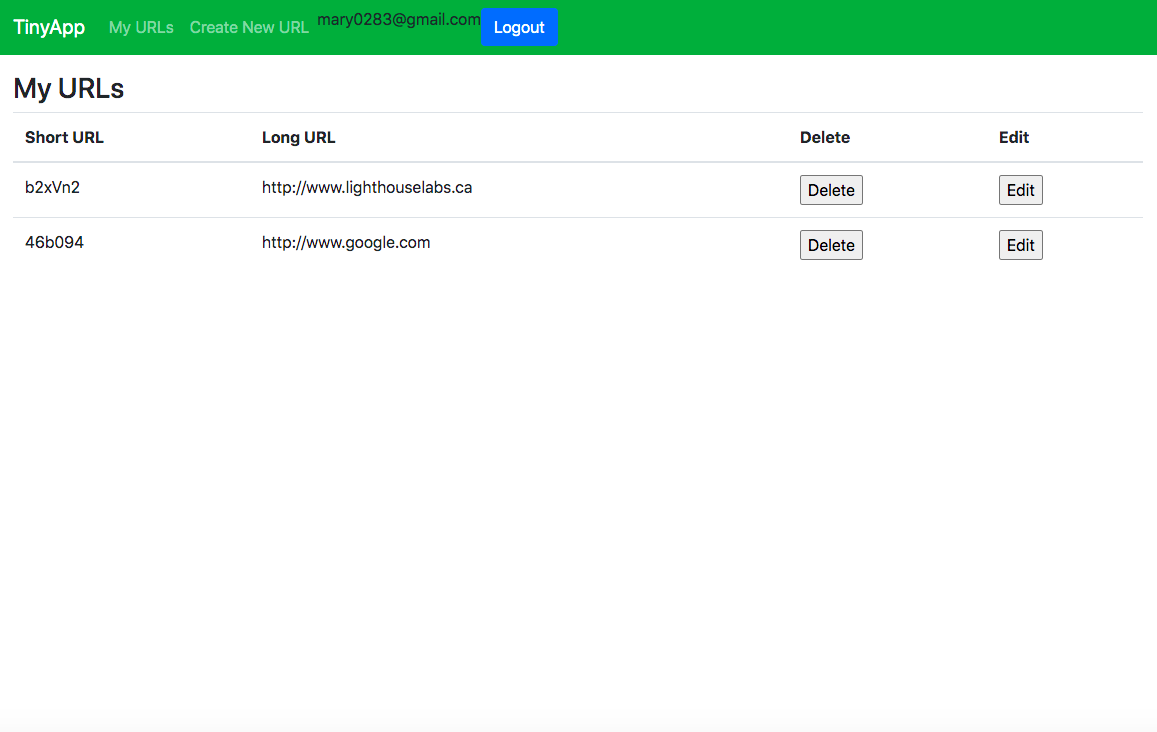 TinyApp My URLs Create New URL mary0283@gmail.com Logout
My URLs
Short URL Long URL Delete Edit
b2xVn2 http://www.lighthouselabs.ca Delete Edit
46b094 http://www.google.com Delete Edit